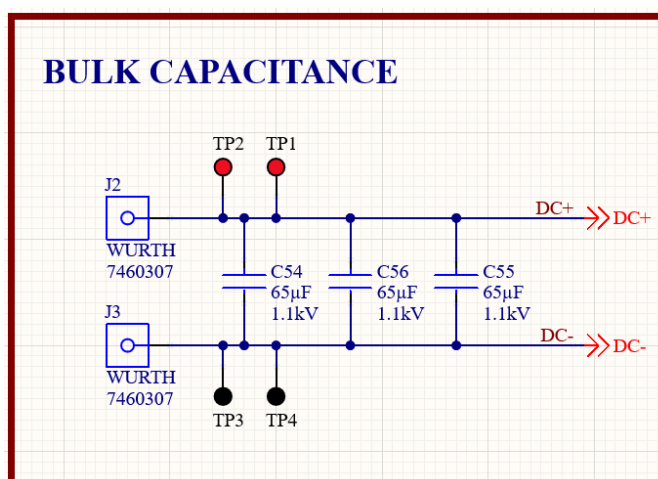 BULK CAPACITANCE
TP2
TP1
J2
DC+
DC+
WURTH
7460307
C54
65µF
1.1kV
C56
65µF
1.1kV
C55
65µF
1.1kV
J3
DC-
DC-
WURTH
7460307
TP3
TP4